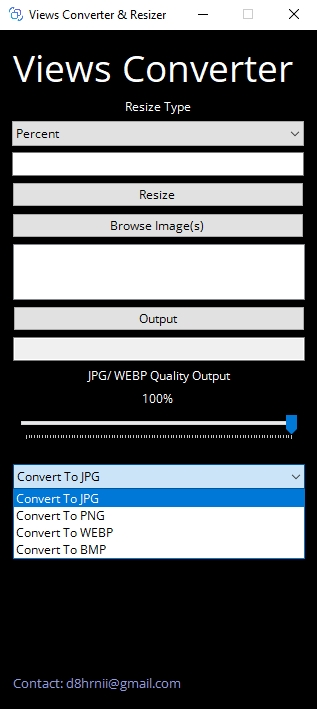 Views Converter & Resizer
Views Converter
Resize Type
Percent
Resize
Browse Image(s)
Output
JPG/ WEBP Quality Output
100%
Convert To JPG
Convert To JPG
Convert To PNG
Convert To WEBP
Convert To BMP
Contact: d8hrnii@gmail.com